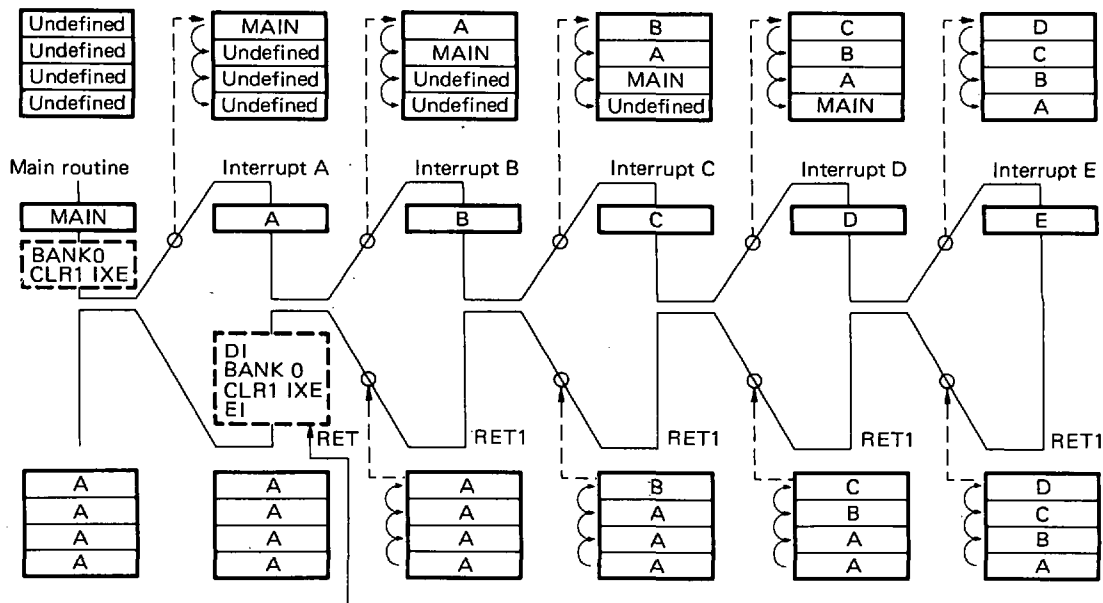 Undefined
Undefined
Undefined
Undefined
MAIN
Undefined
Undefined
Undefined
A
MAIN
Undefined
Undefined
B
A
MAIN
Undefined
C
B
A
MAIN
D
C
B
A
Main routine
Interrupt A
Interrupt B
Interrupt C
Interrupt D
Interrupt E
MAIN
A
B
C
D
E
BANK0
CLR1 IXE
DI
BANK 0
CLR1 IXE
EI
RET
RET1
RET1
RET1
RET1
A
A
A
A
A
A
A
A
A
A
A
A
B
A
A
A
C
B
A
A
D
C
B
A